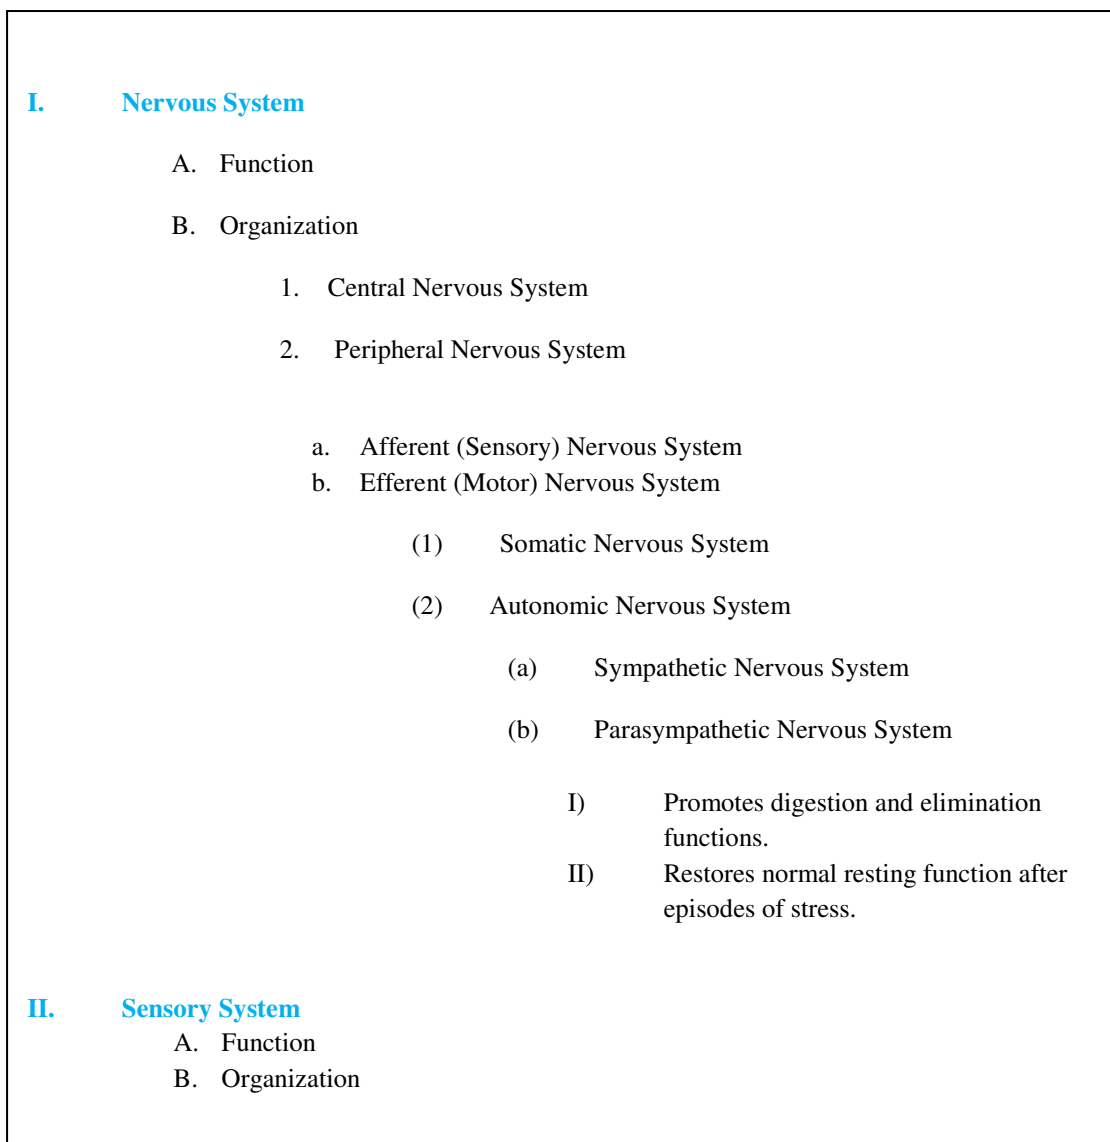 I. Nervous System
A. Function
B. Organization
1. Central Nervous System
2. Peripheral Nervous System
a. Afferent (Sensory) Nervous System
b. Efferent (Motor) Nervous System
(1) Somatic Nervous System
(2) Autonomic Nervous System
(a) Sympathetic Nervous System
(b) Parasympathetic Nervous System
I) Promotes digestion and elimination
functions.
II) Restores normal resting function after
episodes of stress.
II. Sensory System
A. Function
B. Organization